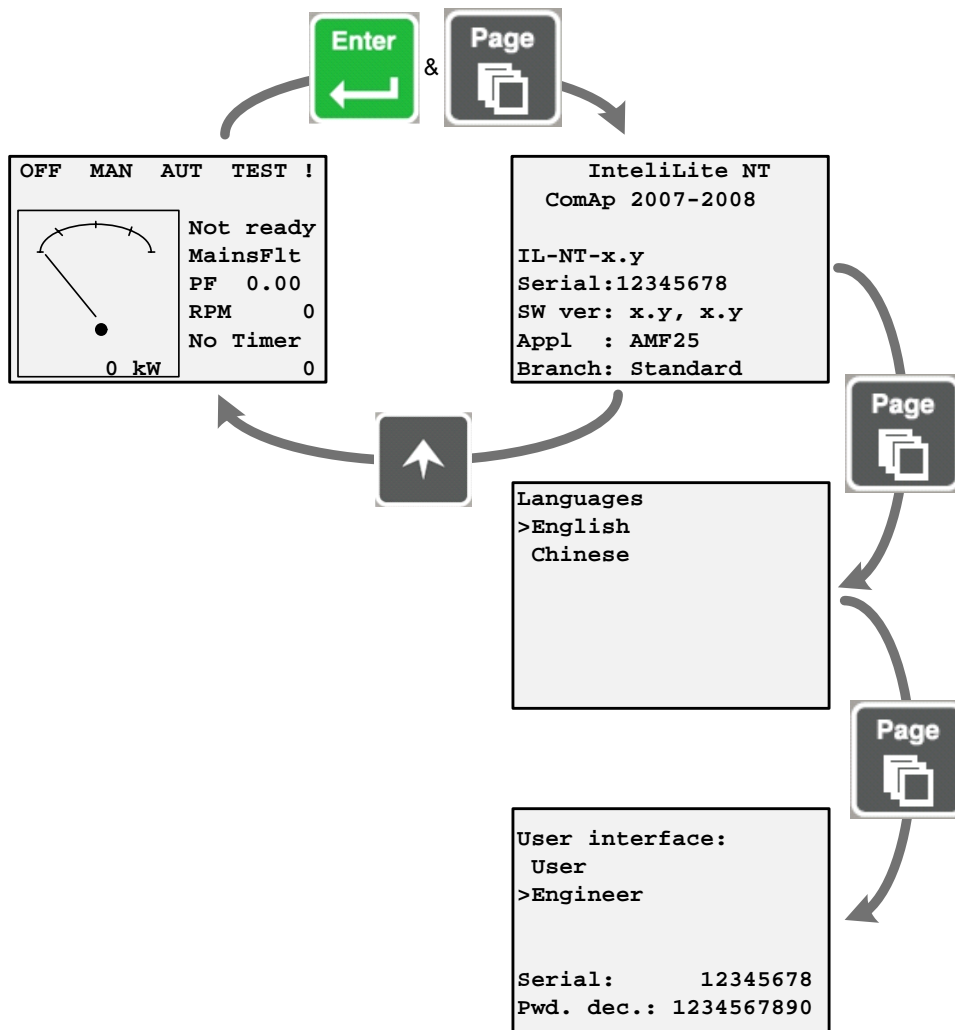 Enter
&
Page
OFF MAN AUT TEST !
Not ready
MainsFlt
PF 0.00
RPM 0
No Timer
0 kW 0
InteliLite NT
ComAp 2007-2008
IL-NT-x.y
Serial:12345678
SW ver: x.y, x.y
Appl : AMF25
Branch: Standard
Page
Languages
>English
Chinese
Page
User interface:
User
>Engineer
Serial: 12345678
Pwd. dec.: 1234567890